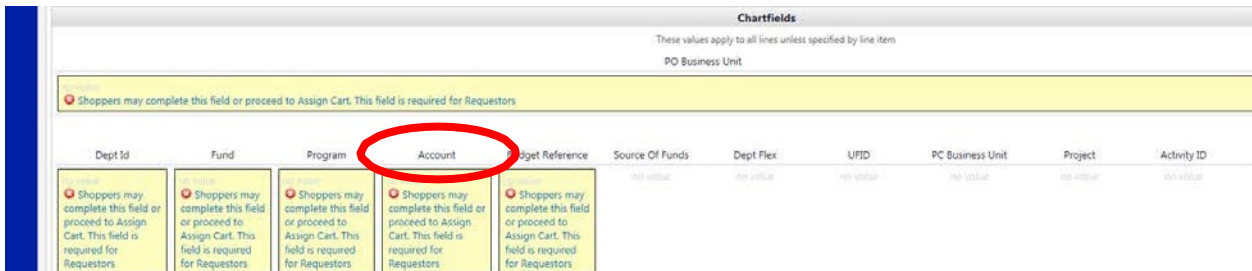 Chartfields
These values apply to all lines unless specified by line item
PO Business Unit
no value
Shoppers may complete this field or proceed to Assign Cart. This field is required for Requestors
Dept Id Fund Program Account dget Reference Source Of Funds Dept Flex UFID PC Business Unit Project Activity ID
no value no value no value no value no value no value no value no value no value no value
Shoppers may complete this field or proceed to Assign Cart. This field is required for Requestors
Shoppers may complete this field or proceed to Assign Cart. This field is required for Requestors
Shoppers may complete this field or proceed to Assign Cart. This field is required for Requestors
Shoppers may complete this field or proceed to Assign Cart. This field is required for Requestors
Shoppers may complete this field or proceed to Assign Cart. This field is required for Requestors